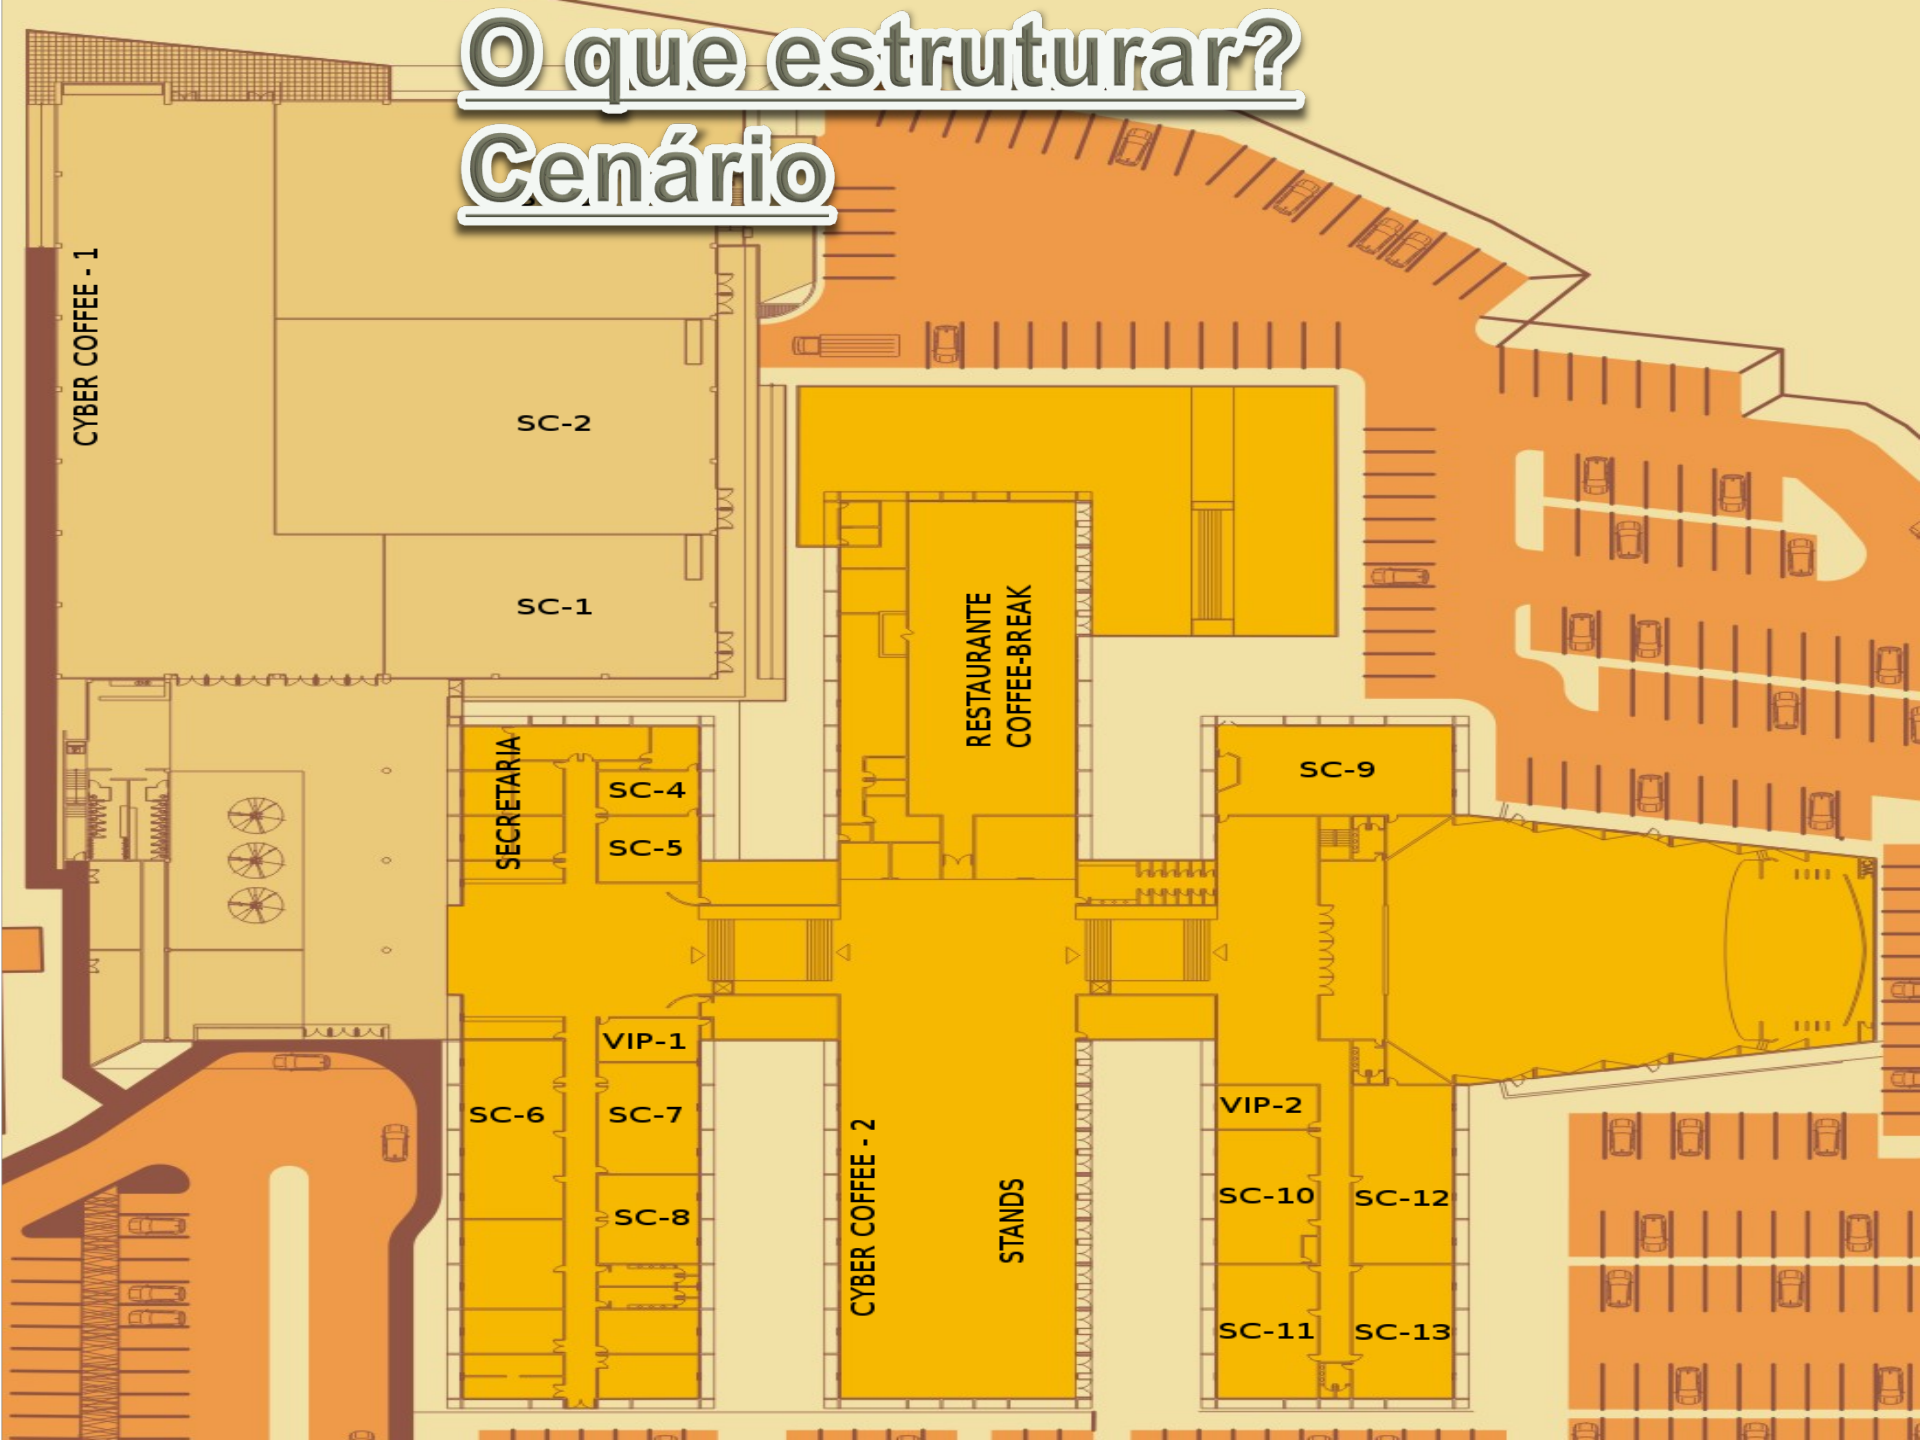 O que estruturar?
Cenário
CYBER COFFEE - 1
SC-2
SC-1
RESTAURANTE
COFFEE-BREAK
SECRETARIA
SC-4
SC-5
SC-9
VIP-1
SC-6
SC-7
SC-8
CYBER COFFEE - 2
STANDS
VIP-2
SC-10
SC-12
SC-11
SC-13